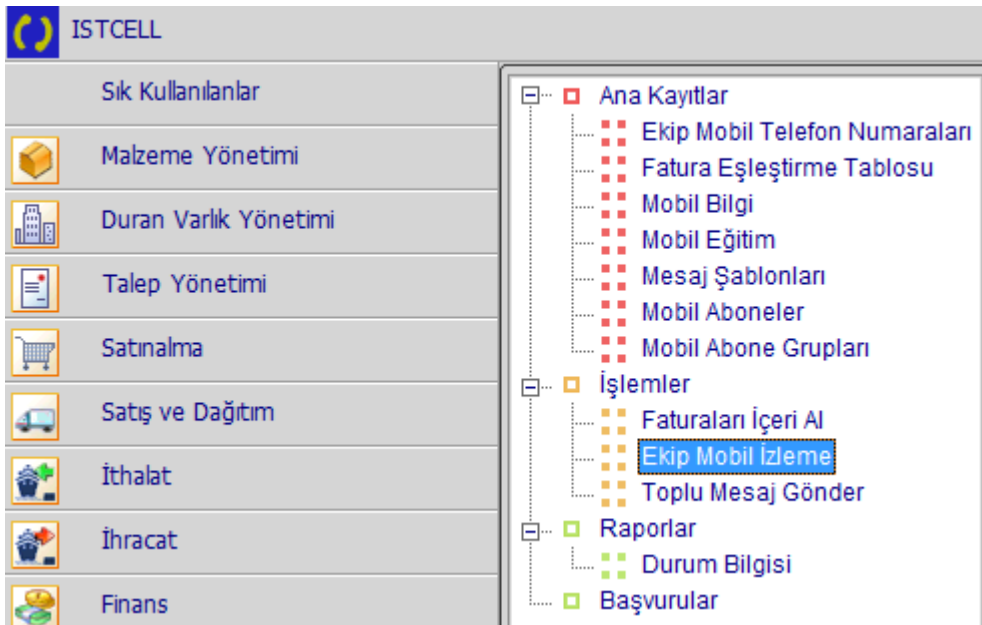 ISTCELL
Sık Kullanılanlar
Malzeme Yönetimi
Duran Varlık Yönetimi
Talep Yönetimi
Satınalma
Satış ve Dağıtım
İthalat
İhracat
Finans
Ana Kayıtlar
Ekip Mobil Telefon Numaraları
Fatura Eşleştirme Tablosu
Mobil Bilgi
Mobil Eğitim
Mesaj Şablonları
Mobil Aboneler
Mobil Abone Grupları
İşlemler
Faturaları İçeri Al
Ekip Mobil İzleme
Toplu Mesaj Gönder
Raporlar
Durum Bilgisi
Başvurular